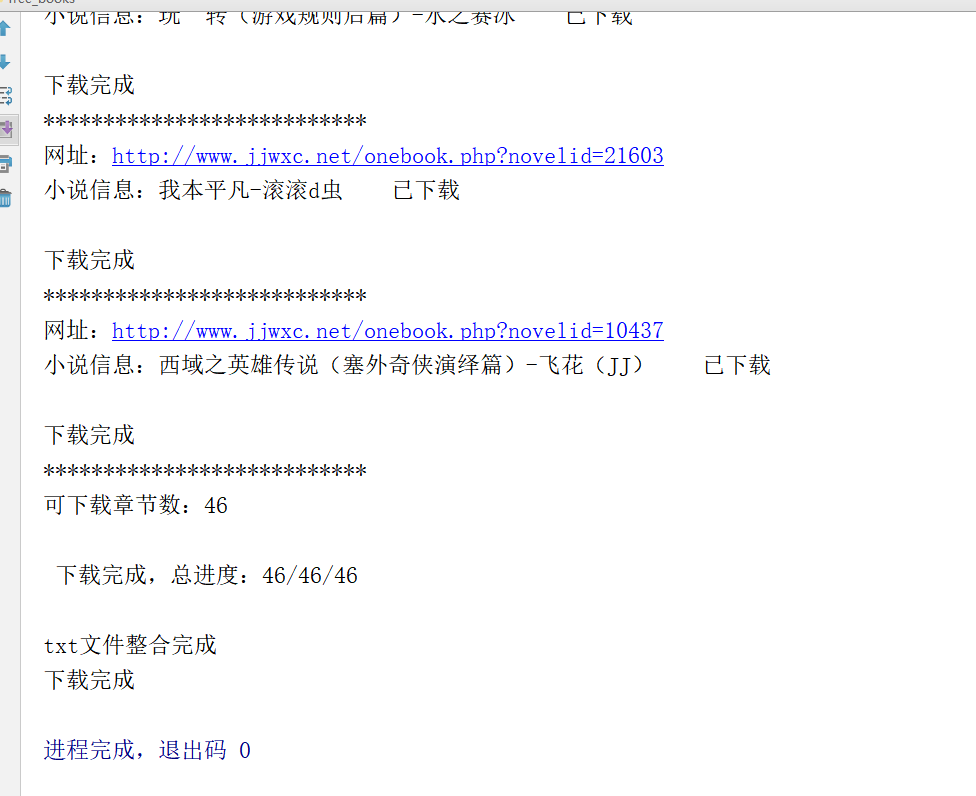 free_books
小说信息：玩　转（游戏规则后篇）-水之赛冰　　已下载
下载完成
***************************
网址：http://www.jjwxc.net/onebook.php?novelid=21603
小说信息：我本平凡-滚滚d虫　　已下载
下载完成
***************************
网址：http://www.jjwxc.net/onebook.php?novelid=10437
小说信息：西域之英雄传说（塞外奇侠演绎篇）-飞花（JJ）　　已下载
下载完成
***************************
可下载章节数：46
下载完成，总进度：46/46/46
txt文件整合完成
下载完成
进程完成，退出码 0